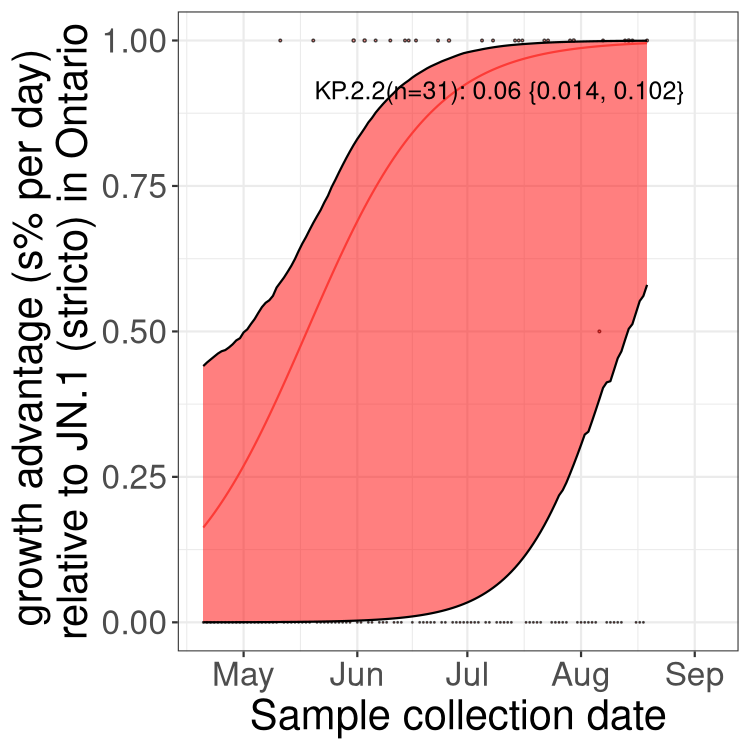 growth advantage (s% per day)
relative to JN.1 (stricto) in Ontario
1.00
0.75
0.50
0.25
0.00
KP.2.2(n=31): 0.06 {0.014, 0.102}
May Jun Jul Aug Sep
Sample collection date